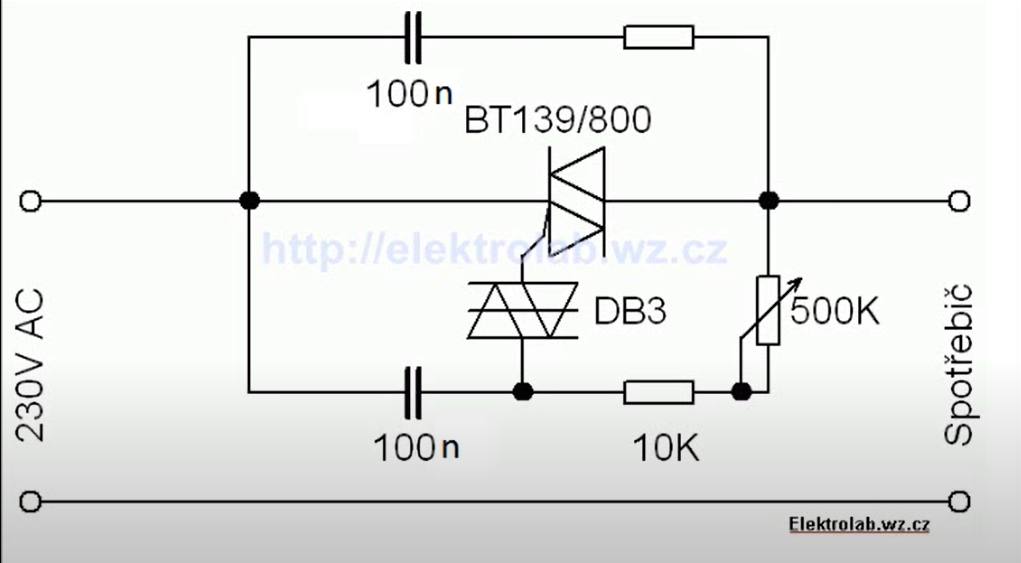 100n
BT139/800
http://elektrolab.wz.cz
230V AC
DB3
500K
Spotřebič
100n
10K
Elektrolab.wz.cz